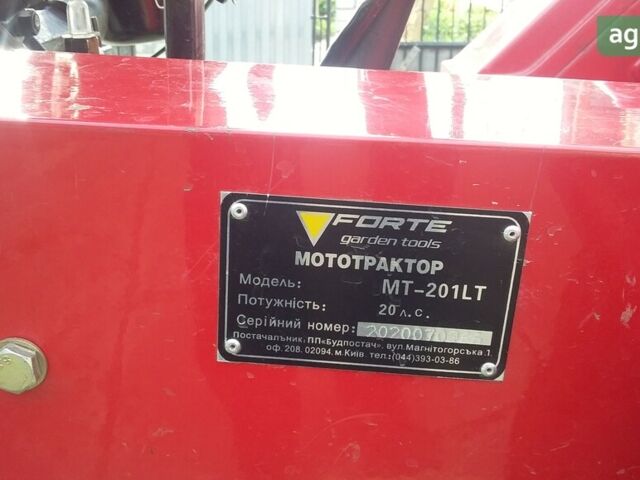 ag
FORTE
garden tools
МОТОТРАКТОР
Модель: МТ-201LT
Потужність: 20 л.с.
Серійний номер:
Постачальник: ПП«Будпостач», вул.Магнітогорська 1,
оф.208, 02094, м.Київ, тел.:(044)393-03-86